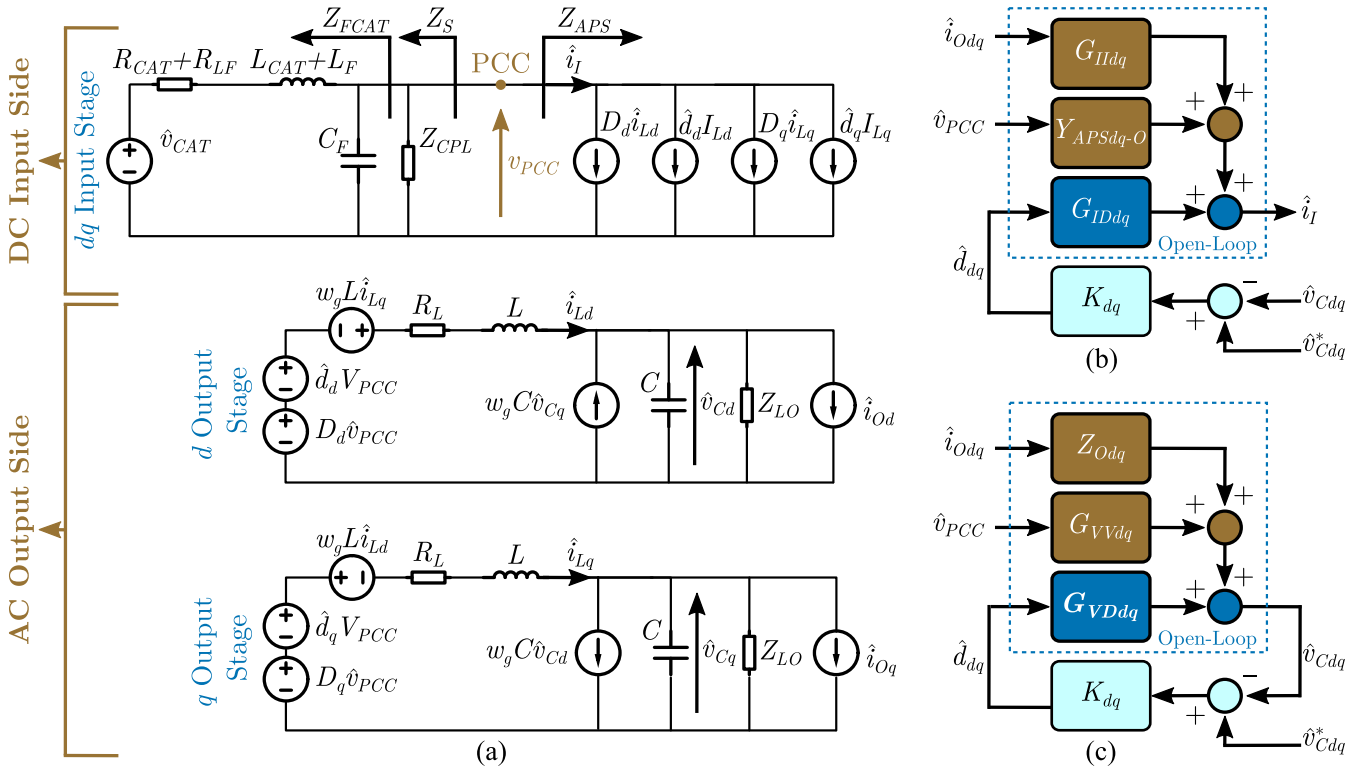 DC Input Side
dq Input Stage
Z_{FCAT}
Z_S
Z_{APS}
R_{CAT}+R_{LF}
L_{CAT}+L_F
PCC
î_I
v̂_{CAT}
C_F
Z_{CPL}
v_{PCC}
D_d î_{Ld}
d̂_d I_{Ld}
D_q î_{Lq}
d̂_q I_{Lq}
AC Output Side
d Output
Stage
w_g L î_{Lq}
R_L
L
î_{Ld}
d̂_d V_{PCC}
D_d v̂_{PCC}
w_g C v̂_{Cq}
C
v̂_{Cd}
Z_{LO}
î_{Od}
q Output
Stage
w_g L î_{Ld}
R_L
L
î_{Lq}
d̂_q V_{PCC}
D_q v̂_{PCC}
w_g C v̂_{Cd}
C
v̂_{Cq}
Z_{LO}
î_{Oq}
(a)
î_{Odq}
G_{IIdq}
v̂_{PCC}
Y_{APSdq-O}
G_{IDdq}
î_I
Open-Loop
d̂_{dq}
K_{dq}
v̂_{Cdq}
v̂*_{Cdq}
(b)
î_{Odq}
Z_{Odq}
v̂_{PCC}
G_{VVdq}
G_{VDdq}
Open-Loop
d̂_{dq}
v̂_{Cdq}
K_{dq}
v̂*_{Cdq}
(c)